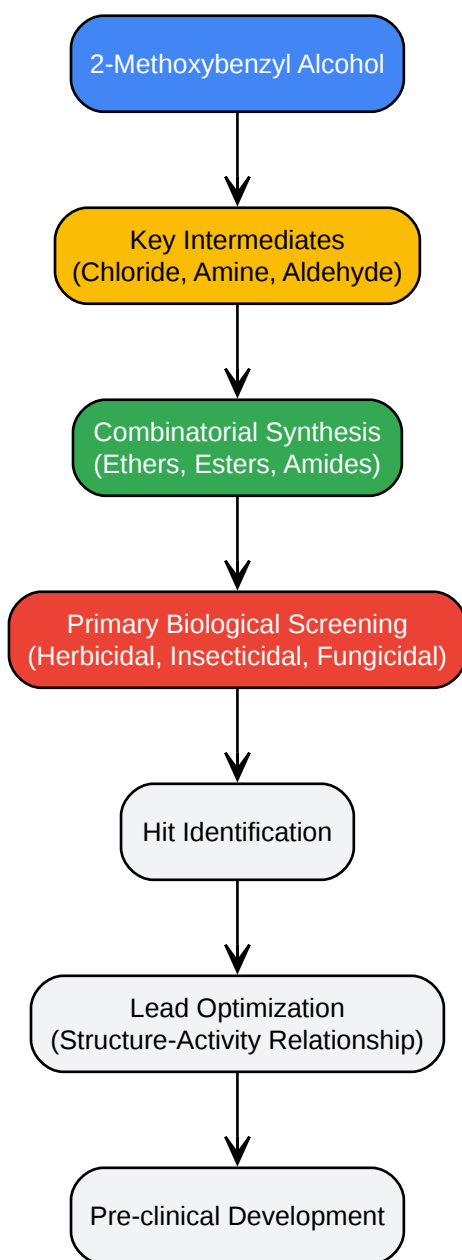 2-Methoxybenzyl Alcohol
Key Intermediates
(Chloride, Amine, Aldehyde)
Combinatorial Synthesis
(Ethers, Esters, Amides)
Primary Biological Screening
(Herbicidal, Insecticidal, Fungicidal)
Hit Identification
Lead Optimization
(Structure-Activity Relationship)
Pre-clinical Development